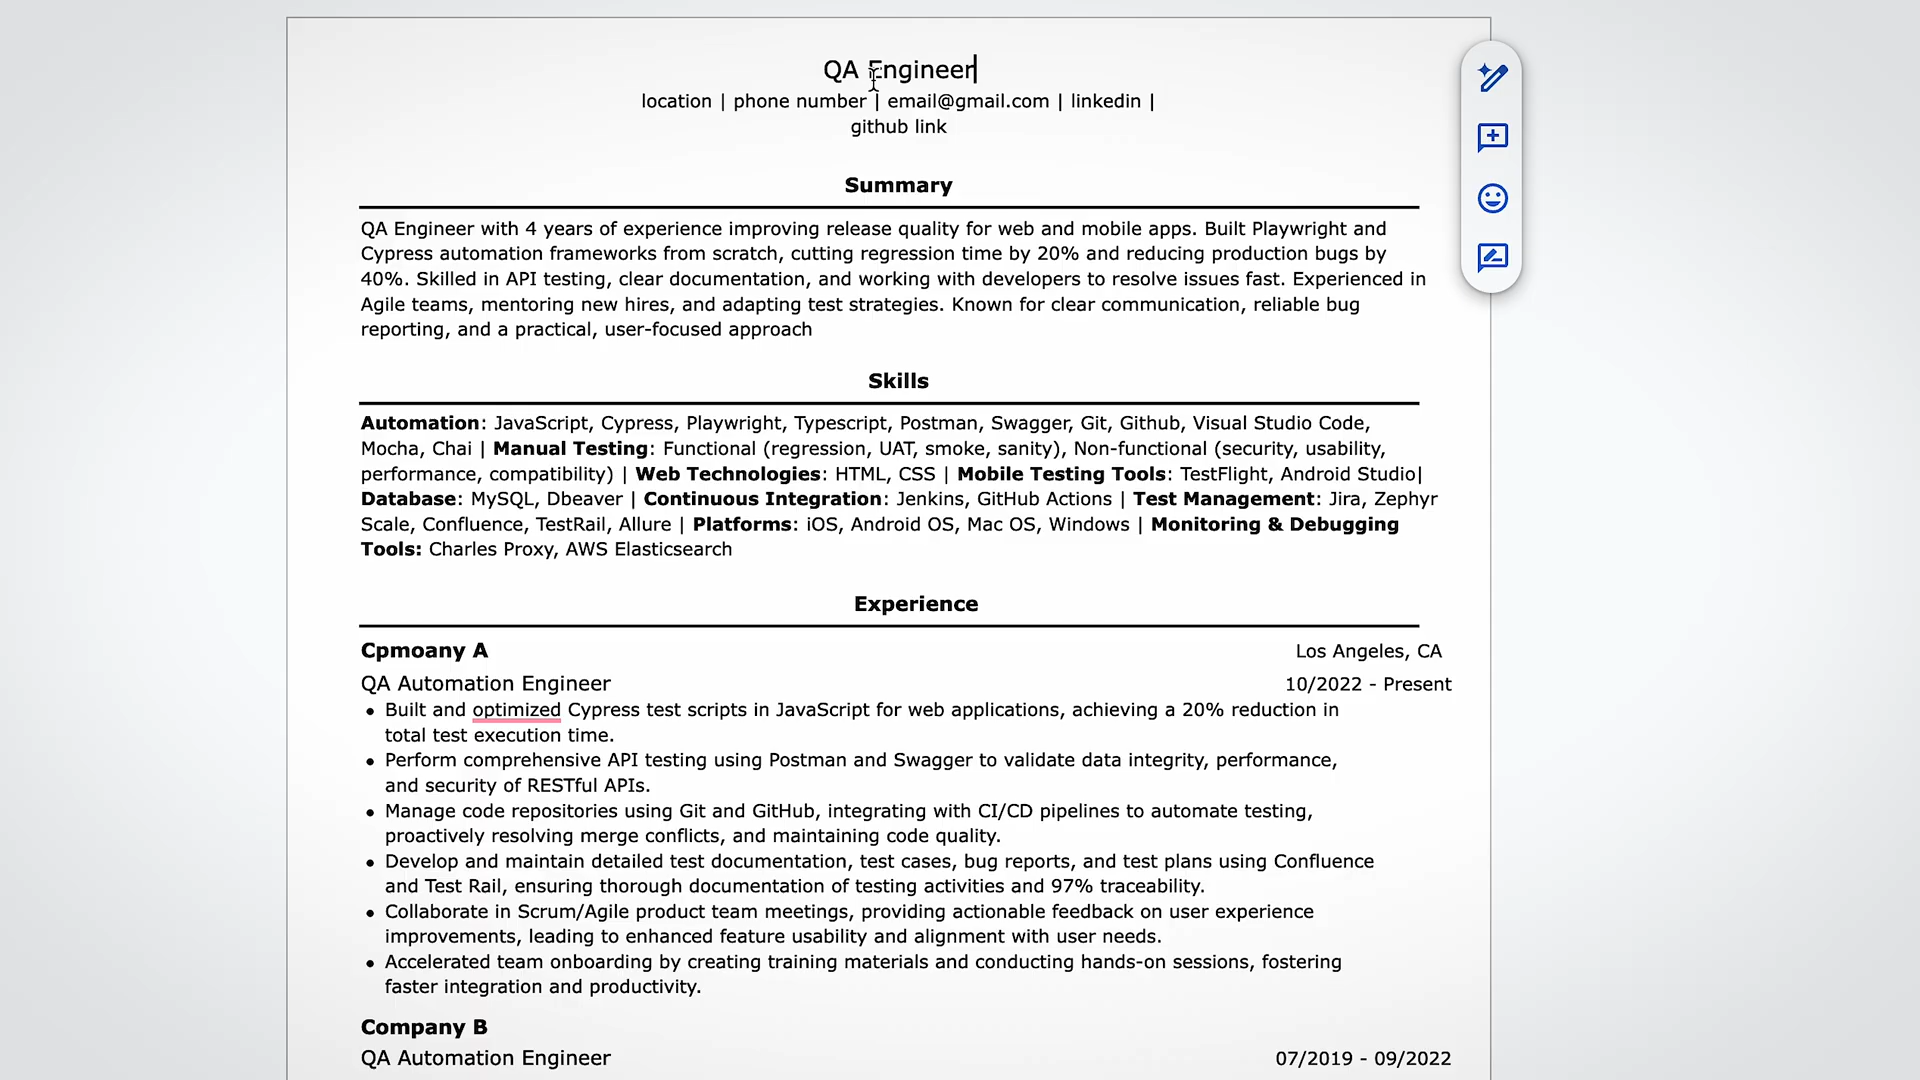 QA Engineer
location | phone number | email@gmail.com | linkedin |
github link
Summary
QA Engineer with 4 years of experience improving release quality for web and mobile apps. Built Playwright and
Cypress automation frameworks from scratch, cutting regression time by 20% and reducing production bugs by
40%. Skilled in API testing, clear documentation, and working with developers to resolve issues fast. Experienced in
Agile teams, mentoring new hires, and adapting test strategies. Known for clear communication, reliable bug
reporting, and a practical, user-focused approach
Skills
Automation: JavaScript, Cypress, Playwright, Typescript, Postman, Swagger, Git, Github, Visual Studio Code,
Mocha, Chai | Manual Testing: Functional (regression, UAT, smoke, sanity), Non-functional (security, usability,
performance, compatibility) | Web Technologies: HTML, CSS | Mobile Testing Tools: TestFlight, Android Studio|
Database: MySQL, Dbeaver | Continuous Integration: Jenkins, GitHub Actions | Test Management: Jira, Zephyr
Scale, Confluence, TestRail, Allure | Platforms: iOS, Android OS, Mac OS, Windows | Monitoring & Debugging
Tools: Charles Proxy, AWS Elasticsearch
Experience
Cpmoany A Los Angeles, CA
QA Automation Engineer 10/2022 - Present
• Built and optimized Cypress test scripts in JavaScript for web applications, achieving a 20% reduction in
total test execution time.
• Perform comprehensive API testing using Postman and Swagger to validate data integrity, performance,
and security of RESTful APIs.
• Manage code repositories using Git and GitHub, integrating with CI/CD pipelines to automate testing,
proactively resolving merge conflicts, and maintaining code quality.
• Develop and maintain detailed test documentation, test cases, bug reports, and test plans using Confluence
and Test Rail, ensuring thorough documentation of testing activities and 97% traceability.
• Collaborate in Scrum/Agile product team meetings, providing actionable feedback on user experience
improvements, leading to enhanced feature usability and alignment with user needs.
• Accelerated team onboarding by creating training materials and conducting hands-on sessions, fostering
faster integration and productivity.
Company B
QA Automation Engineer 07/2019 - 09/2022